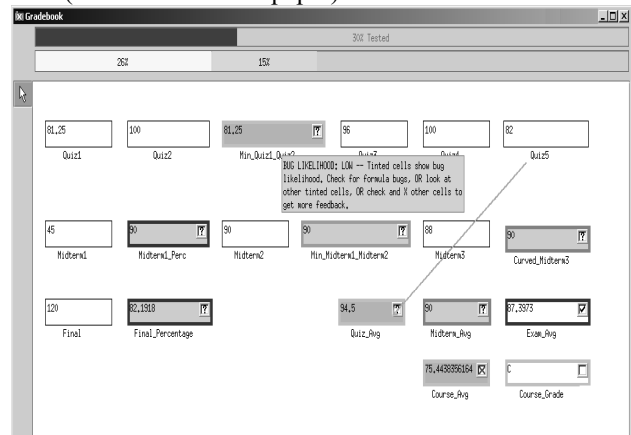 Gradebook
30% Tested
26% 15%
81.25 100 81.25 ? 96 100 82
Quiz1 Quiz2 Min_Quiz1_Quiz2 Quiz3 Quiz4 Quiz5
BUG LIKELIHOOD: LOW -- Tinted cells show bug
likelihood. Check for formula bugs, OR look at
other tinted cells, OR check and X other cells to
get more feedback.
45 90 ? 90 90 ? 88 90 ?
Midterm1 Midterm1_Perc Midterm2 Min_Midterm1_Midterm2 Midterm3 Curved_Midterm3
120 82.1918 ? 94.5 ? 90 ? 87.3973
Final Final_Percentage Quiz_Avg Midterm_Avg Exam_Avg
75.4438356164 C
Course_Avg Course_Grade